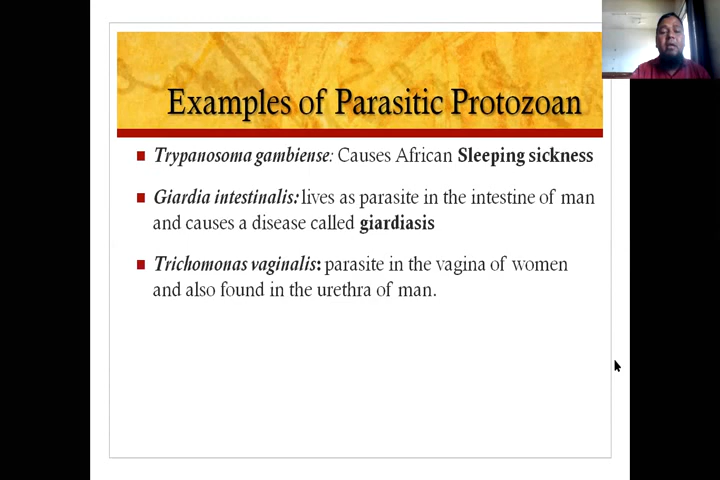 Examples of Parasitic Protozoan
Trypanosoma gambiense: Causes African Sleeping sickness
Giardia intestinalis: lives as parasite in the intestine of man
and causes a disease called giardiasis
Trichomonas vaginalis: parasite in the vagina of women
and also found in the urethra of man.